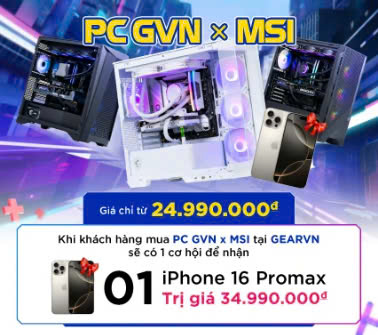 PC GVN x MSI
Giá chỉ từ 24.990.000đ
Khi khách hàng mua PC GVN x MSI tại GEARVN
sẽ có 1 cơ hội để nhận
01 iPhone 16 Promax
Trị giá 34.990.000đ